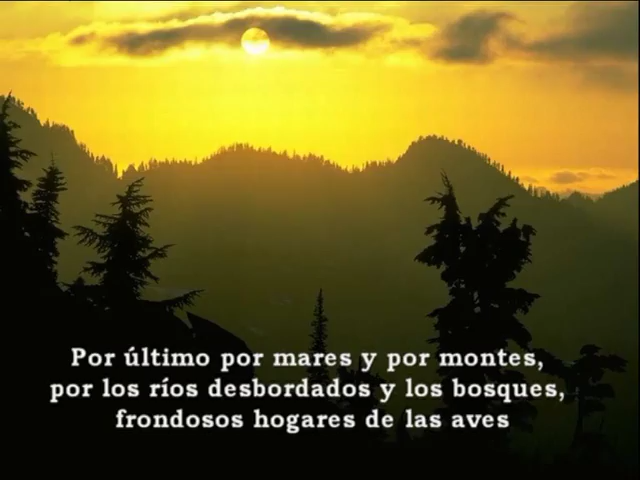 Por último por mares y por montes,
por los ríos desbordados y los bosques,
frondosos hogares de las aves